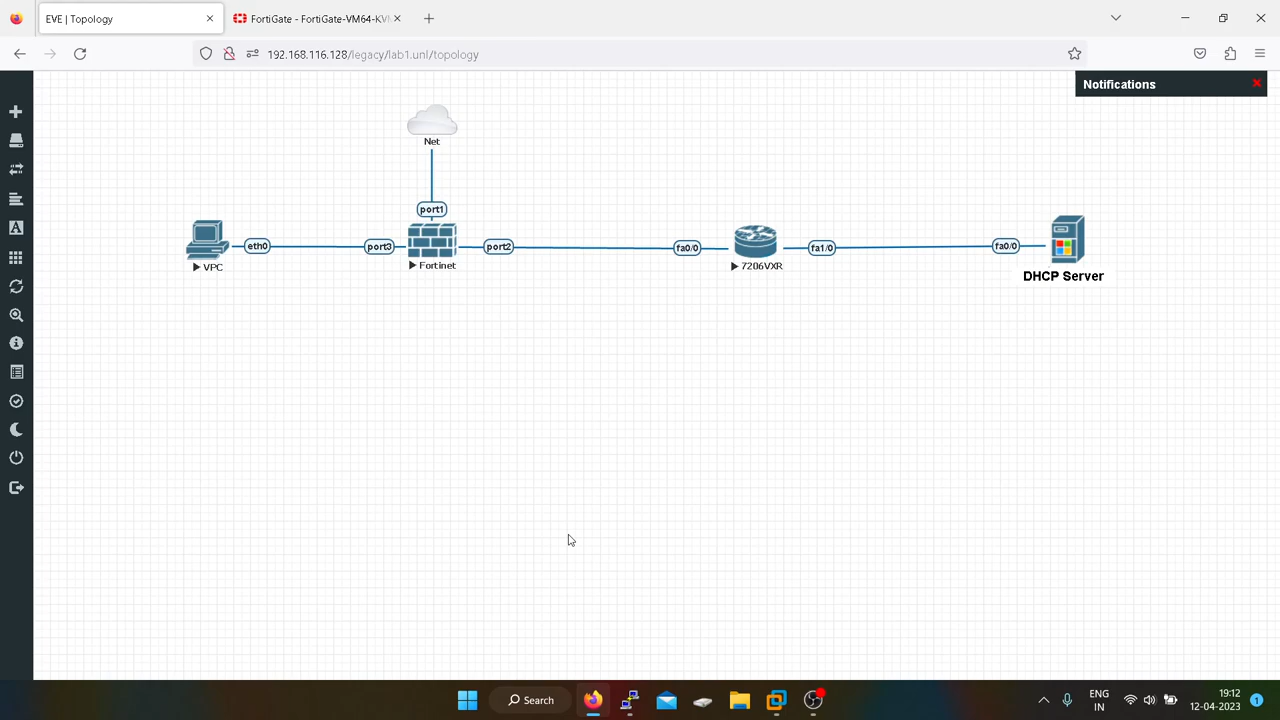 EVE | Topology
FortiGate - FortiGate-VM64-KV
192.168.116.128/legacy/lab1.unl/topology
Notifications
Net
port1
eth0
port3
port2
fa0/0
fa1/0
fa0/0
VPC
Fortinet
7206VXR
DHCP Server
Search
ENG
IN
19:12
12-04-2023
1